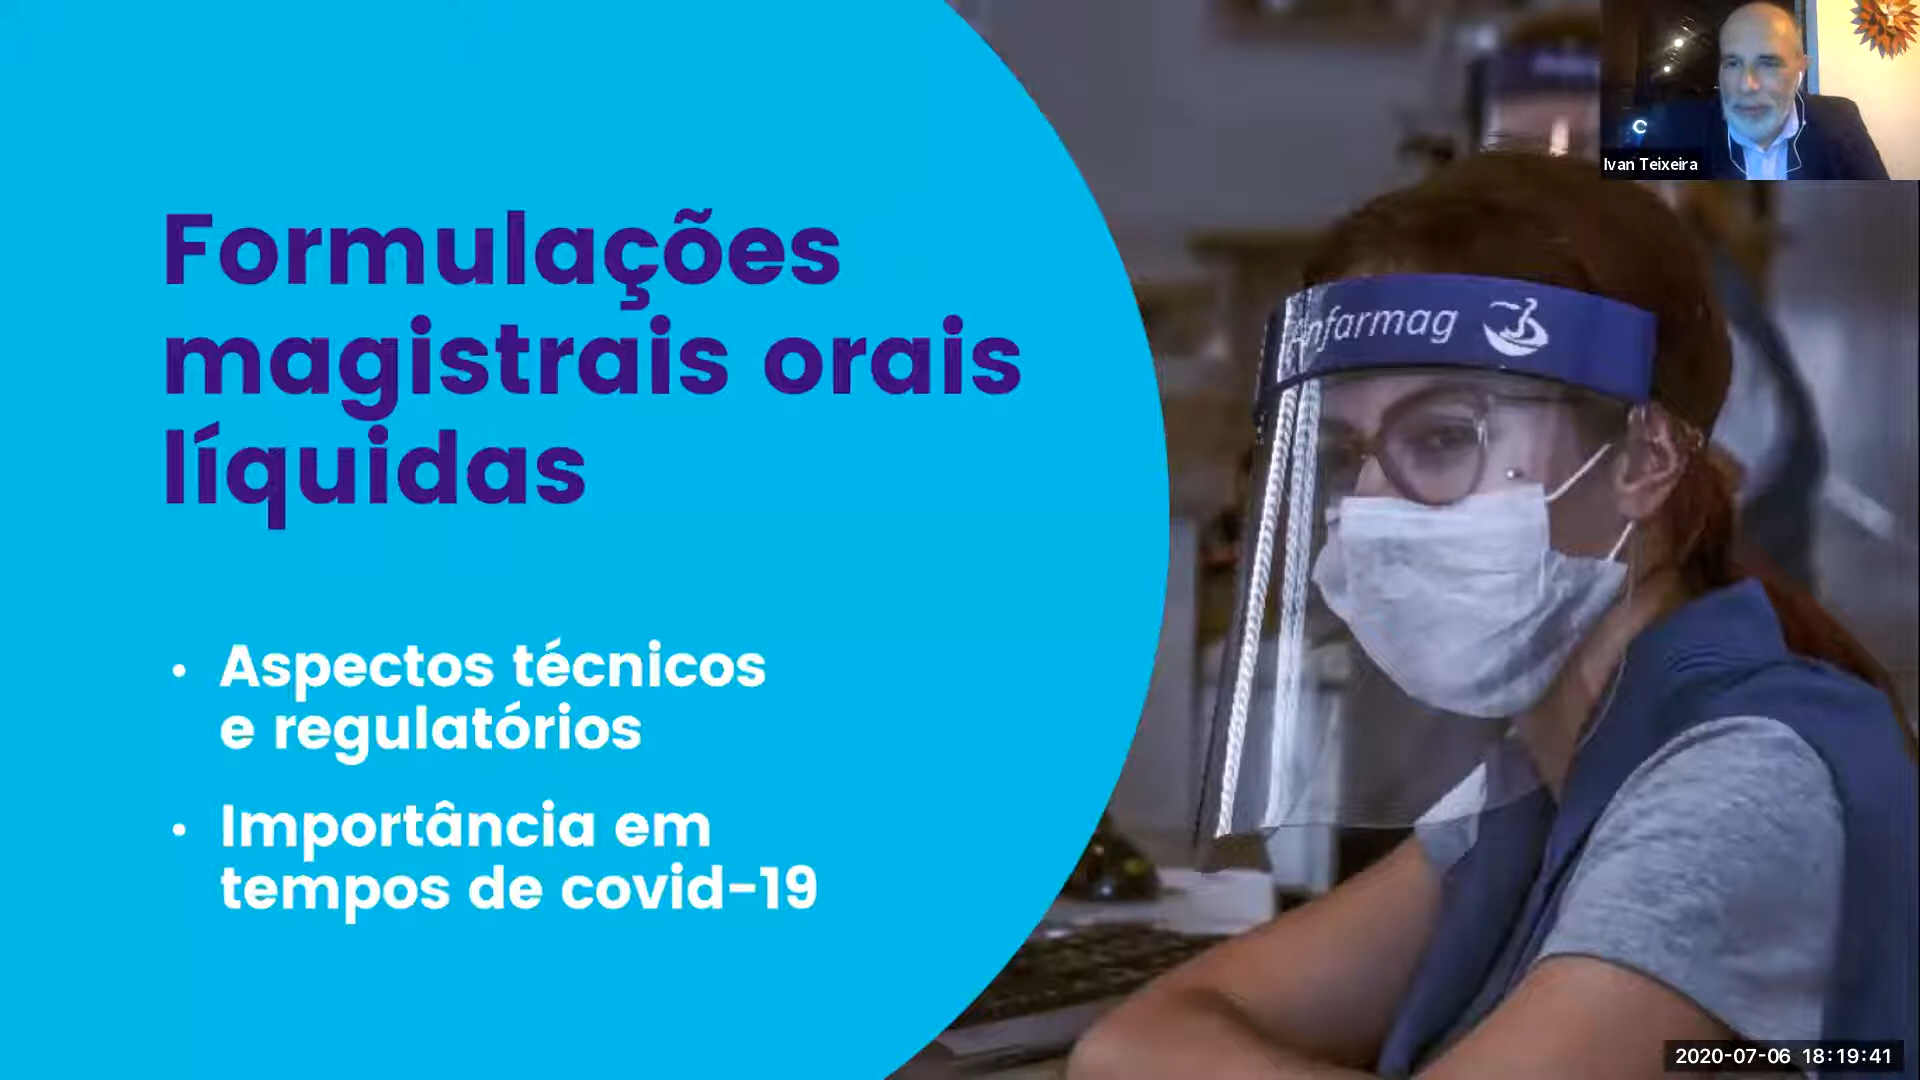 Formulações
magistrais orais
líquidas
• Aspectos técnicos
e regulatórios
• Importância em
tempos de covid-19
anfarmag
Ivan Teixeira
2020-07-06 18:19:41